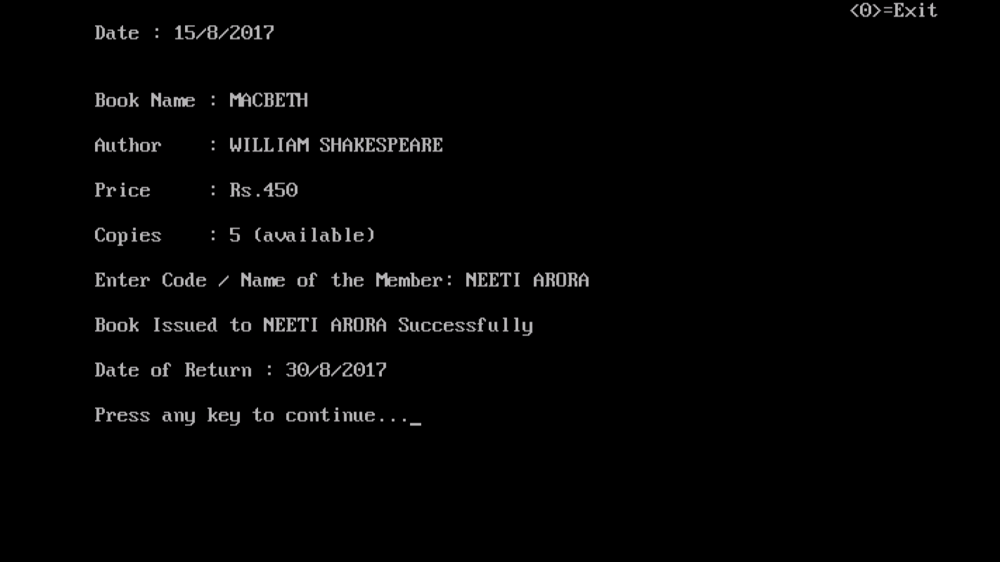 <0>=Exit
Date : 15/8/2017
Book Name : MACBETH
Author    : WILLIAM SHAKESPEARE
Price     : Rs.450
Copies    : 5 (available)
Enter Code / Name of the Member: NEETI ARORA
Book Issued to NEETI ARORA Successfully
Date of Return : 30/8/2017
Press any key to continue..._